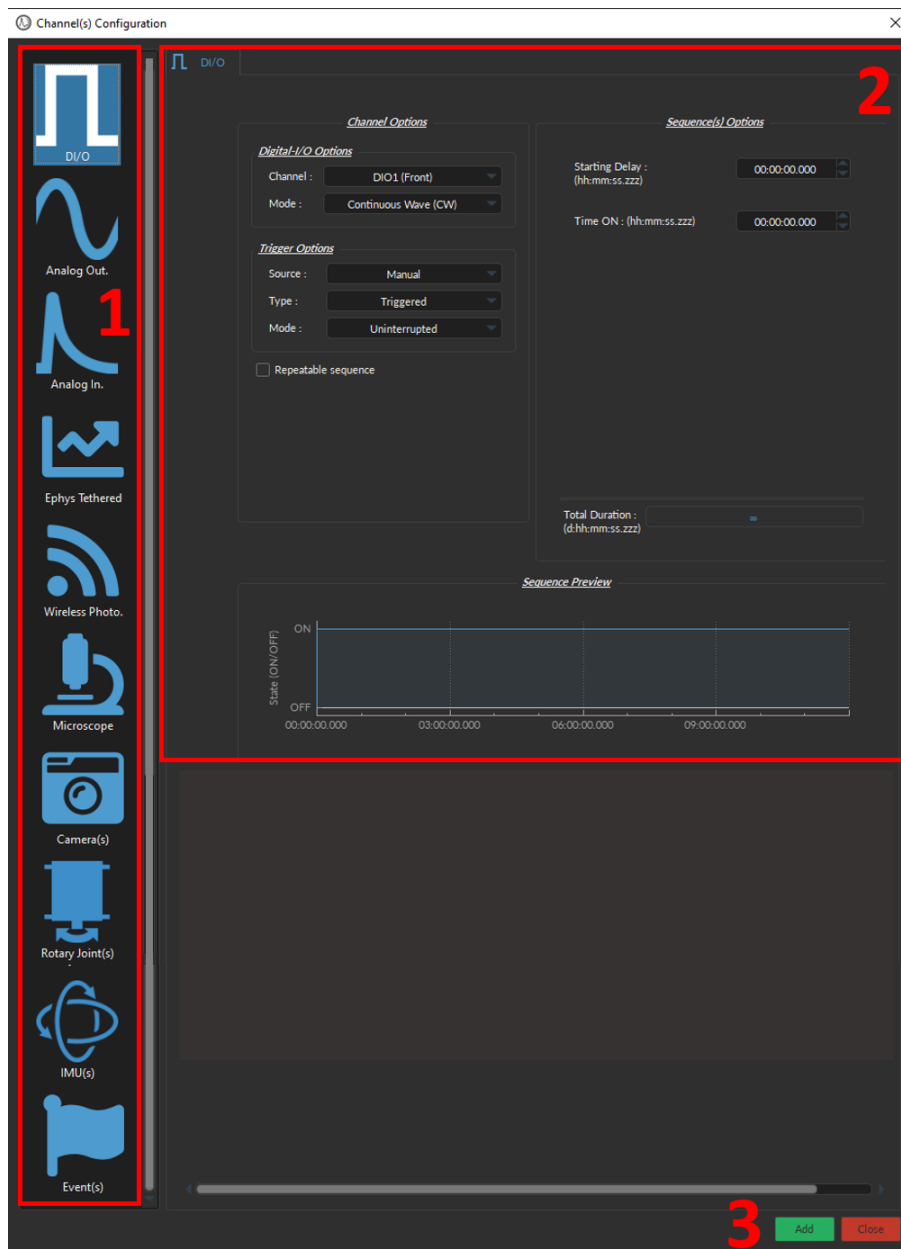 Channel(s) Configuration
DI/O
Analog Out.
1
Analog In.
Ephys Tethered
Wireless Photo.
Microscope
Camera(s)
Rotary Joint(s)
IMU(s)
Event(s)
DI/O
2
Channel Options
Digital-I/O Options
Channel : DIO1 (Front)
Mode : Continuous Wave (CW)
Trigger Options
Source : Manual
Type : Triggered
Mode : Uninterrupted
Repeatable sequence
Sequence(s) Options
Starting Delay : 00:00:00.000
(hh:mm:ss.zzz)
Time ON : (hh:mm:ss.zzz) 00:00:00.000
Total Duration : ∞
(d:hh:mm:ss.zzz)
Sequence Preview
State (ON/OFF)
ON
OFF
00:00:00.000 03:00:00.000 06:00:00.000 09:00:00.000
3
Add Close